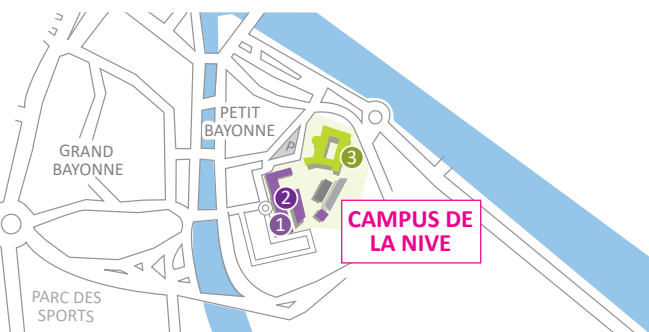 PETIT
BAYONNE
GRAND
BAYONNE
P
3
2
1
CAMPUS DE
LA NIVE
PARC DES
SPORTS